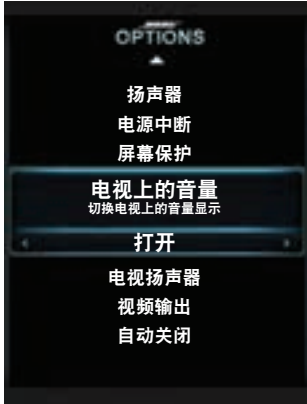 OPTIONS
扬声器
电源中断
屏幕保护
电视上的音量
切换电视上的音量显示
打开
电视扬声器
视频输出
自动关闭